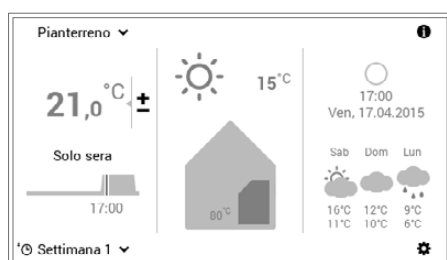 Pianterreno
21,0°C ±
Solo sera
17:00
Settimana 1
15°C
80°C
17:00
Ven, 17.04.2015
Sab Dom Lun
16°C 12°C 9°C
11°C 10°C 6°C